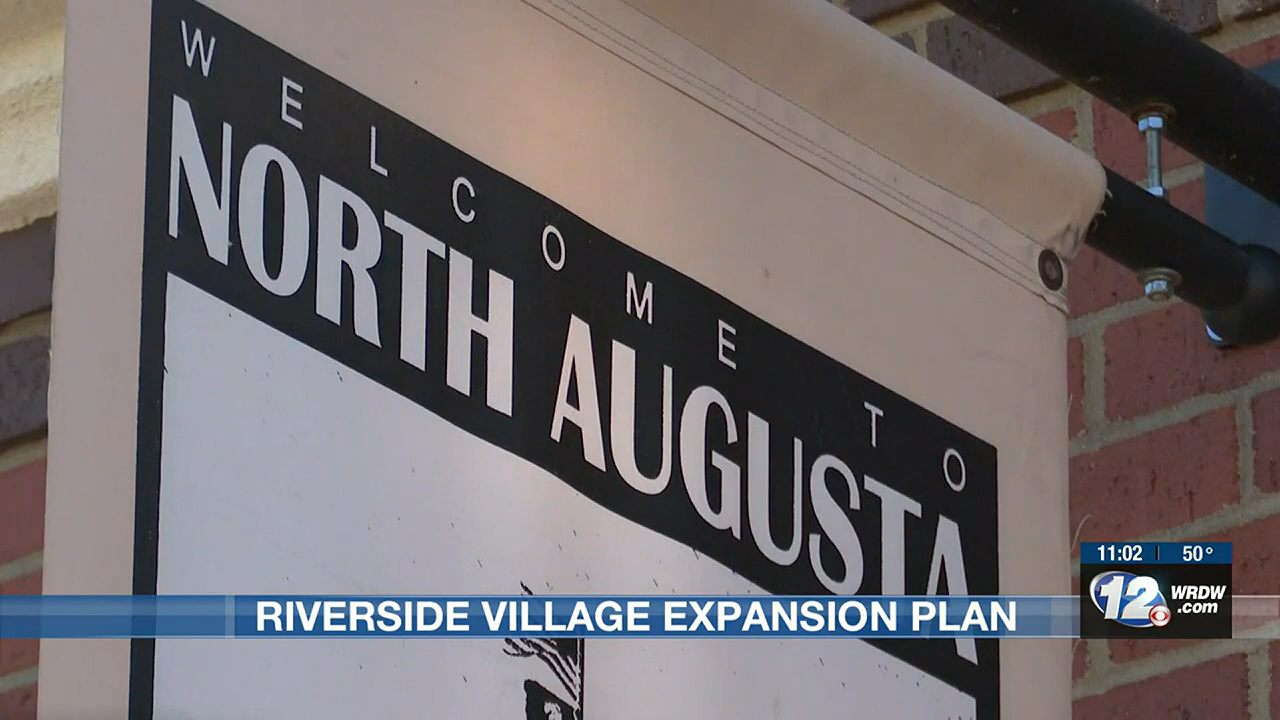 WELCOME TO
NORTH AUGUSTA
11:02 | 50°
12 WRDW
.com
RIVERSIDE VILLAGE EXPANSION PLAN